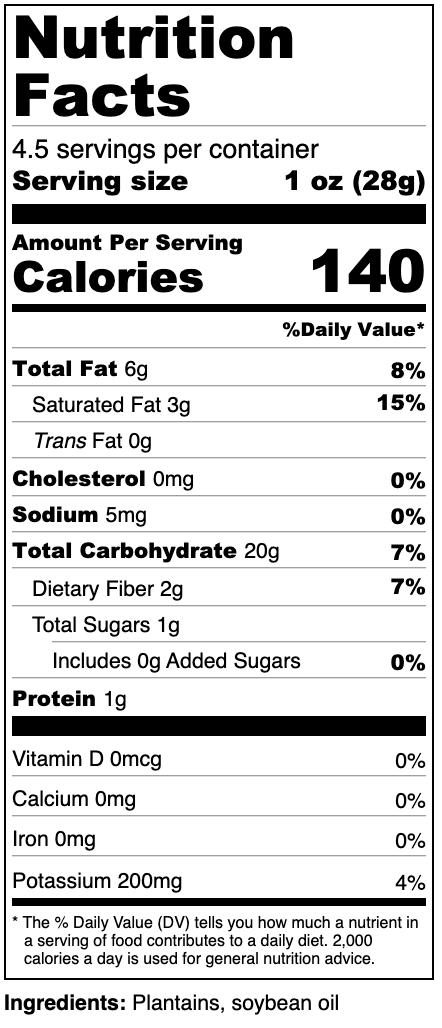 Nutrition
Facts
4.5 servings per container
Serving size 1 oz (28g)
Amount Per Serving
Calories 140
%Daily Value*
Total Fat 6g 8%
Saturated Fat 3g 15%
Trans Fat 0g
Cholesterol 0mg 0%
Sodium 5mg 0%
Total Carbohydrate 20g 7%
Dietary Fiber 2g 7%
Total Sugars 1g
Includes 0g Added Sugars 0%
Protein 1g
Vitamin D 0mcg 0%
Calcium 0mg 0%
Iron 0mg 0%
Potassium 200mg 4%
* The % Daily Value (DV) tells you how much a nutrient in
a serving of food contributes to a daily diet. 2,000
calories a day is used for general nutrition advice.
Ingredients: Plantains, soybean oil